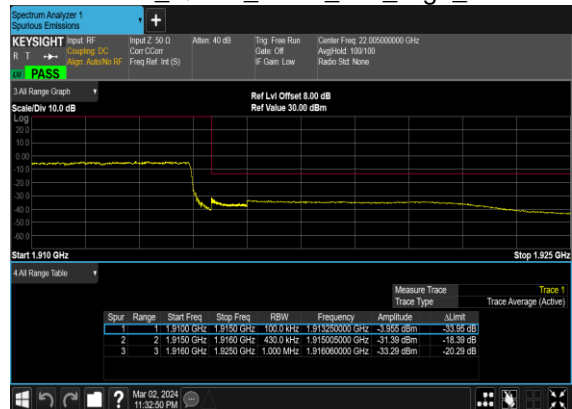 Spectrum Analyzer 1
Spurious Emissions
+
KEYSIGHT
R T
PASS
Input: RF
Coupling: DC
Align: Auto/No RF
Input Z: 50 Ω
Corr CCorr
Freq Ref: Int (S)
Atten: 40 dB
Trig: Free Run
Gate: Off
IF Gain: Low
Center Freq: 22.005000000 GHz
Avg|Hold: 100/100
Radio Std: None
3 All Range Graph
Scale/Div 10.0 dB
Ref Lvl Offset 8.00 dB
Ref Value 30.00 dBm
Log
20.0
10.0
0.00
-10.0
-20.0
-30.0
-40.0
-50.0
-60.0
Start 1.910 GHz
Stop 1.925 GHz
4 All Range Table
Measure Trace Trace 1
Trace Type Trace Average (Active)
Spur Range Start Freq Stop Freq RBW Frequency Amplitude ΔLimit
1 1 1.9100 GHz 1.9150 GHz 100.0 kHz 1.913250000 GHz -3.955 dBm -33.95 dB
2 2 1.9150 GHz 1.9160 GHz 430.0 kHz 1.915005000 GHz -31.39 dBm -18.39 dB
3 3 1.9160 GHz 1.9250 GHz 1.000 MHz 1.916060000 GHz -33.29 dBm -20.29 dB
?
Mar 02, 2024
11:32:50 PM